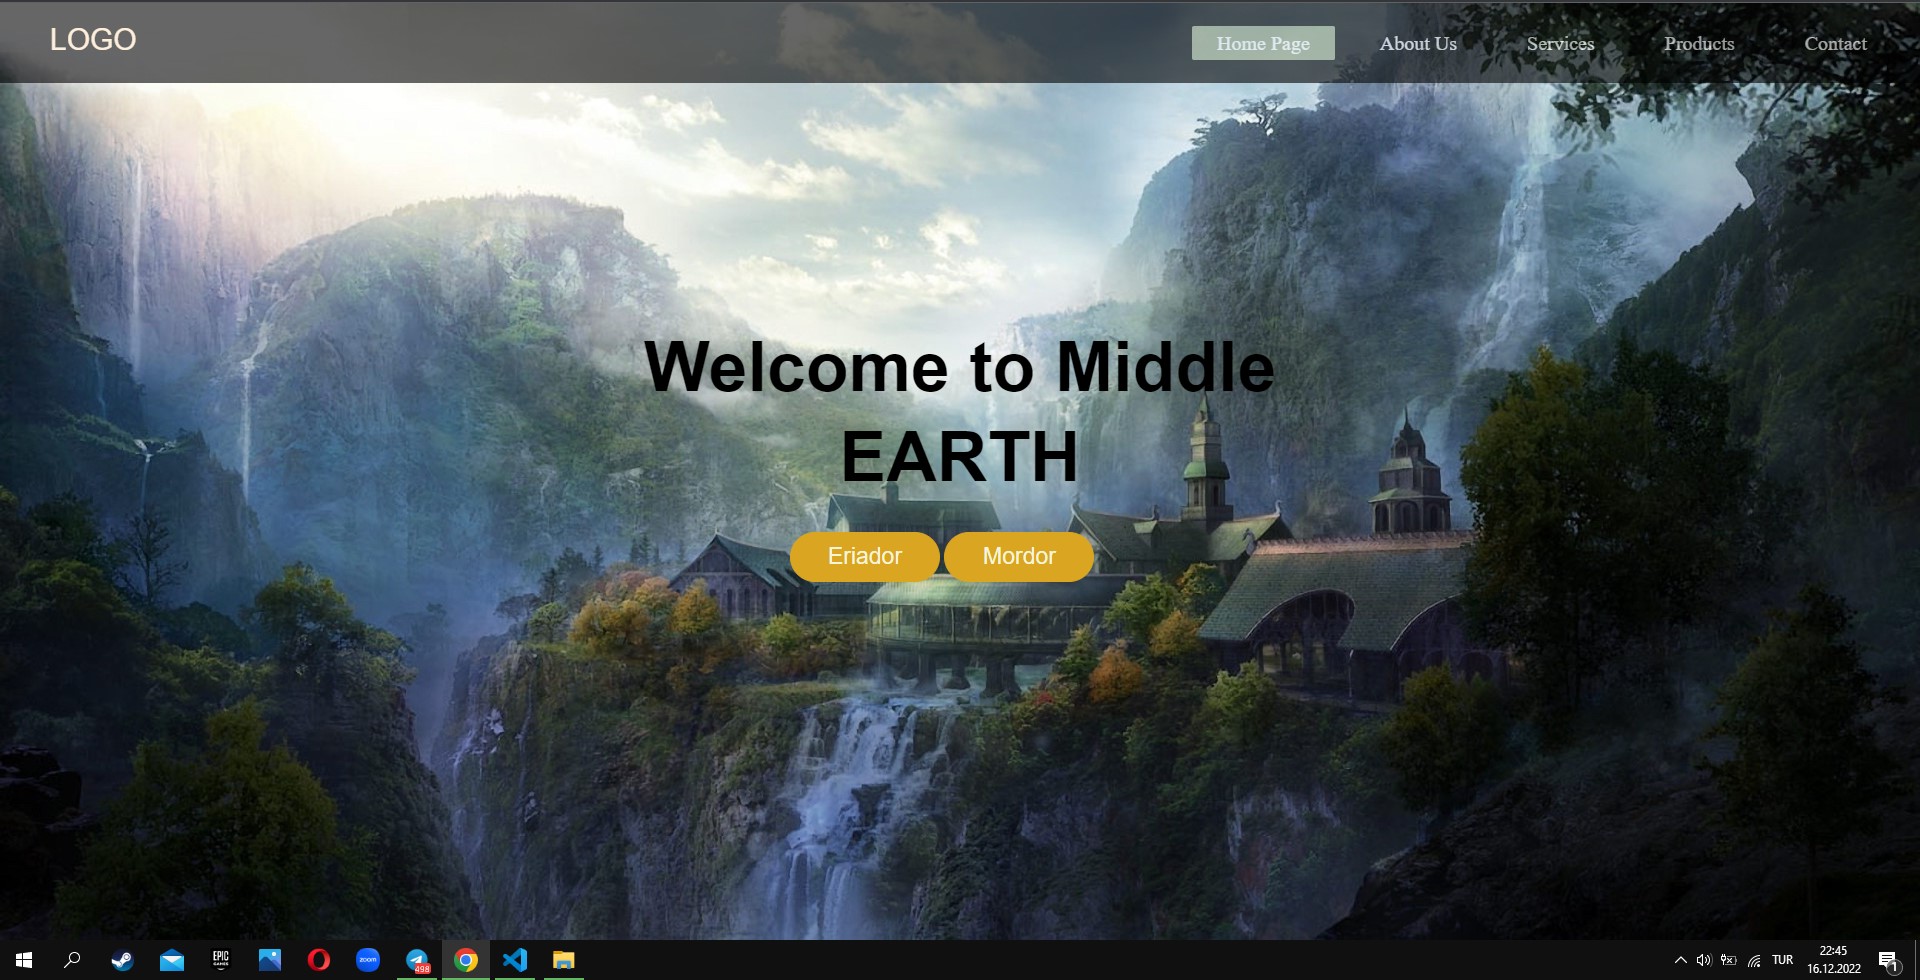 LOGO
Home Page
About Us
Services
Products
Contact
Welcome to Middle
EARTH
Eriador
Mordor
EPIC
GAMES
zoom
498
TUR
22:45
16.12.2022
1